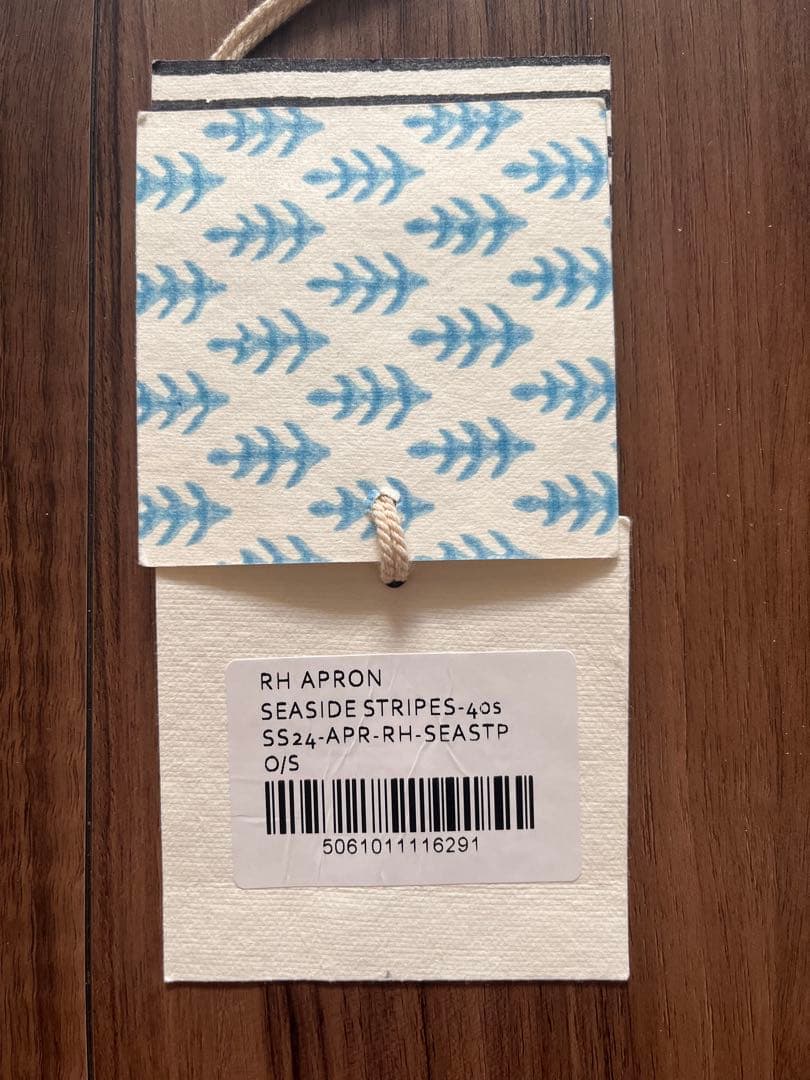 RH APRON
SEASIDE STRIPES-40s
SS24-APR-RH-SEASTP
O/S
5061011116291